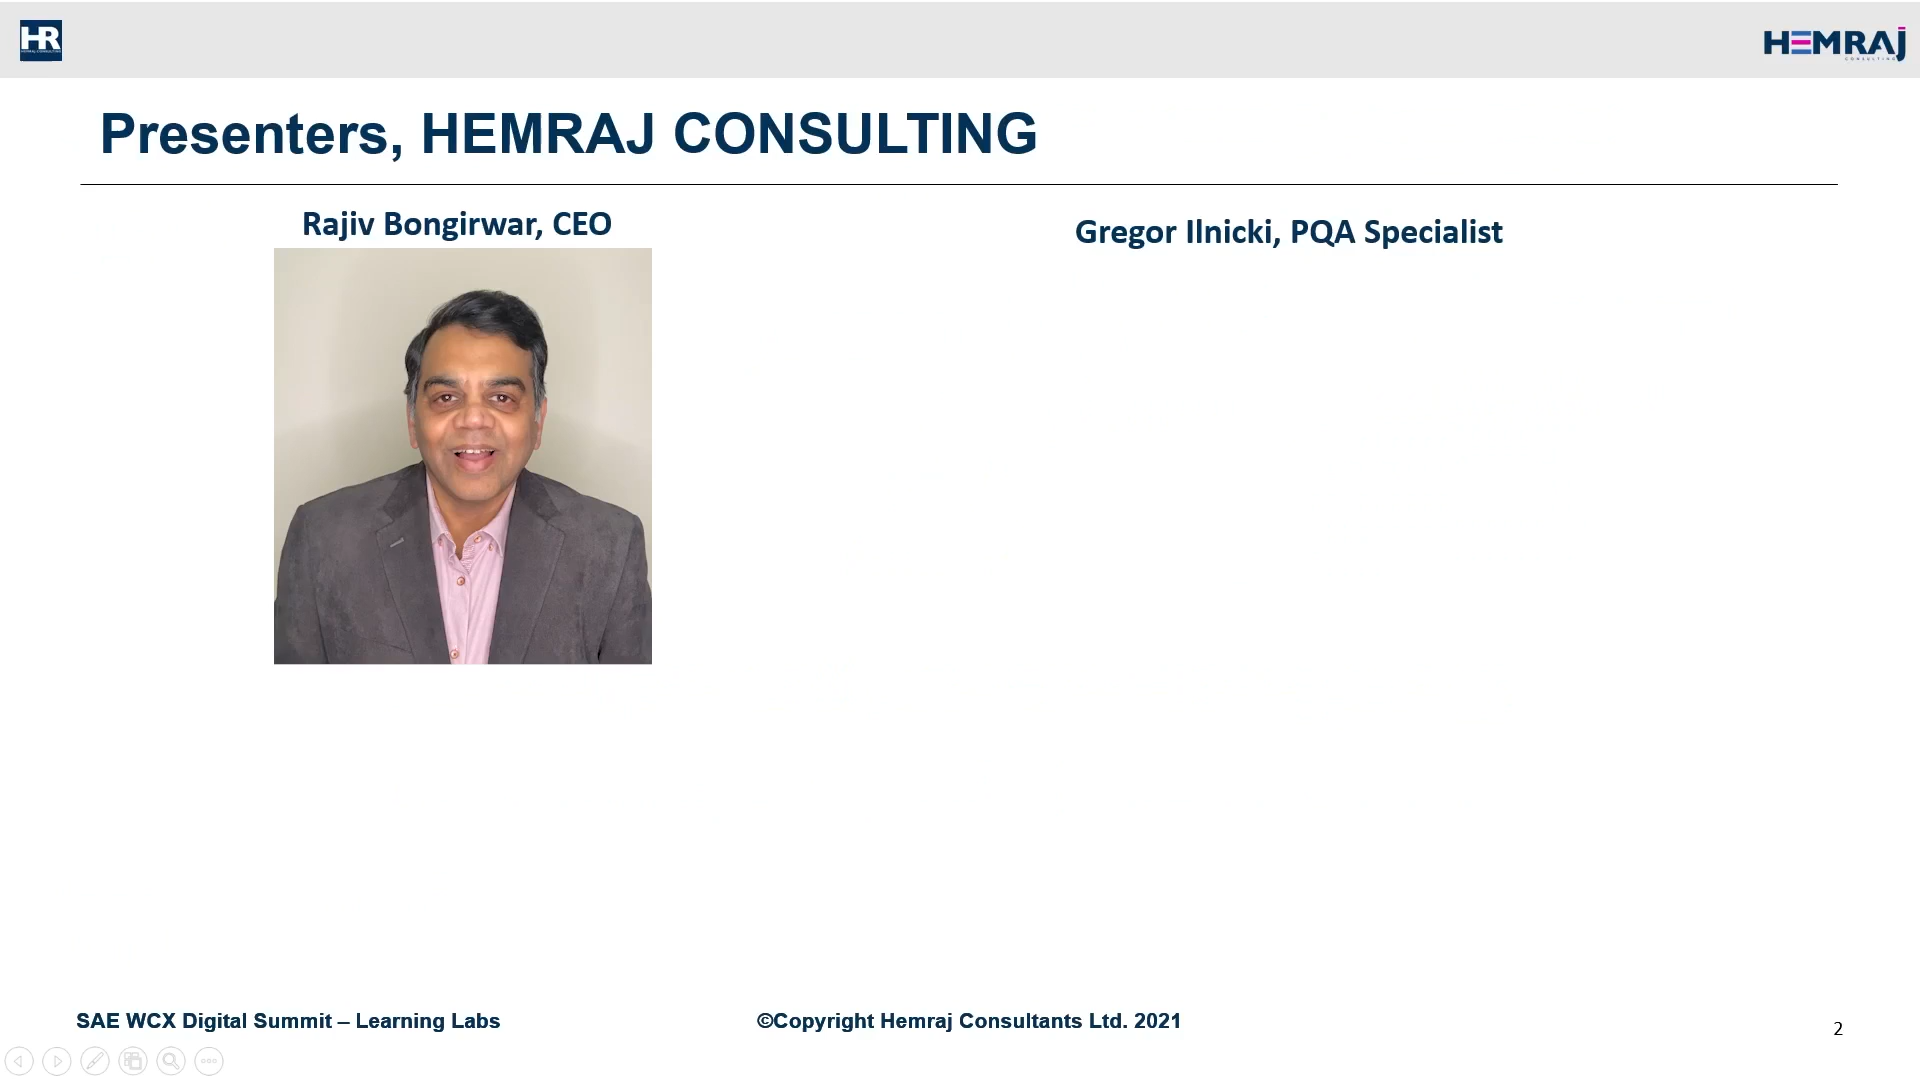 HR
HEMRAJ
CONSULTING
Presenters, HEMRAJ CONSULTING
Rajiv Bongirwar, CEO
Gregor Ilnicki, PQA Specialist
SAE WCX Digital Summit – Learning Labs
©Copyright Hemraj Consultants Ltd. 2021
2